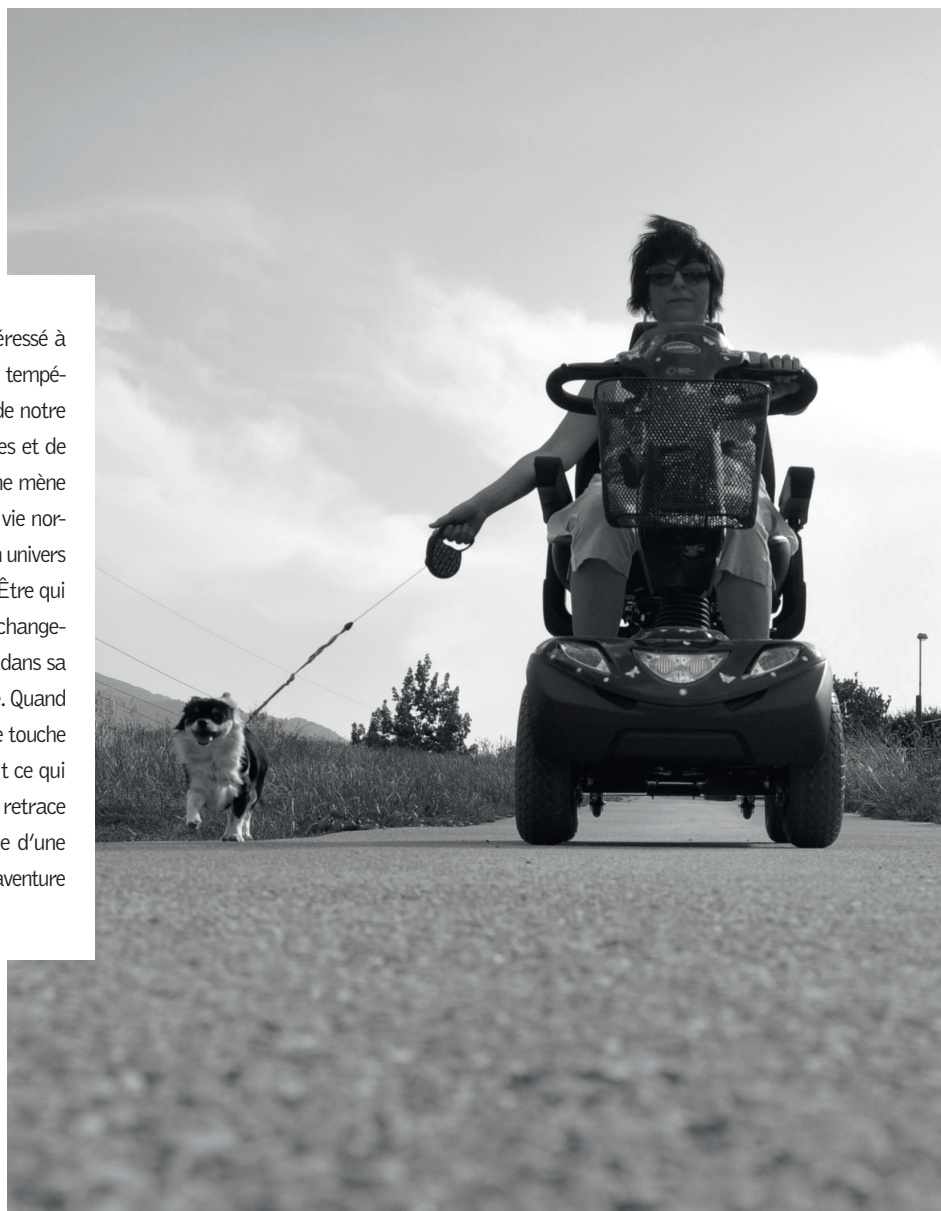 éressé à
tempé-
de notre
es et de
ne mène
vie nor-
univers
Être qui
change-
dans sa
. Quand
e touche
t ce qui
retrace
e d'une
aventure